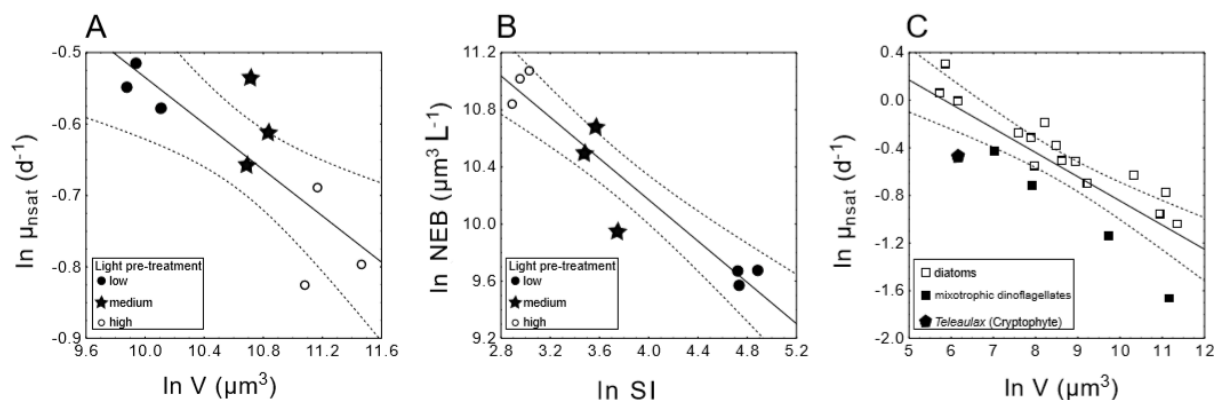 A
ln μnsat (d-1)
-0.5
-0.6
-0.7
-0.8
-0.9
Light pre-treatment
low
medium
high
9.6 10.0 10.4 10.8 11.2 11.6
ln V (μm3)
B
ln NEB (μm3 L-1)
11.2
10.8
10.4
10.0
9.6
9.2
Light pre-treatment
low
medium
high
2.8 3.2 3.6 4.0 4.4 4.8 5.2
ln SI
C
ln μnsat (d-1)
0.4
0.0
-0.4
-0.8
-1.2
-1.6
-2.0
diatoms
mixotrophic dinoflagellates
Teleaulax (Cryptophyte)
5 6 7 8 9 10 11 12
ln V (μm3)